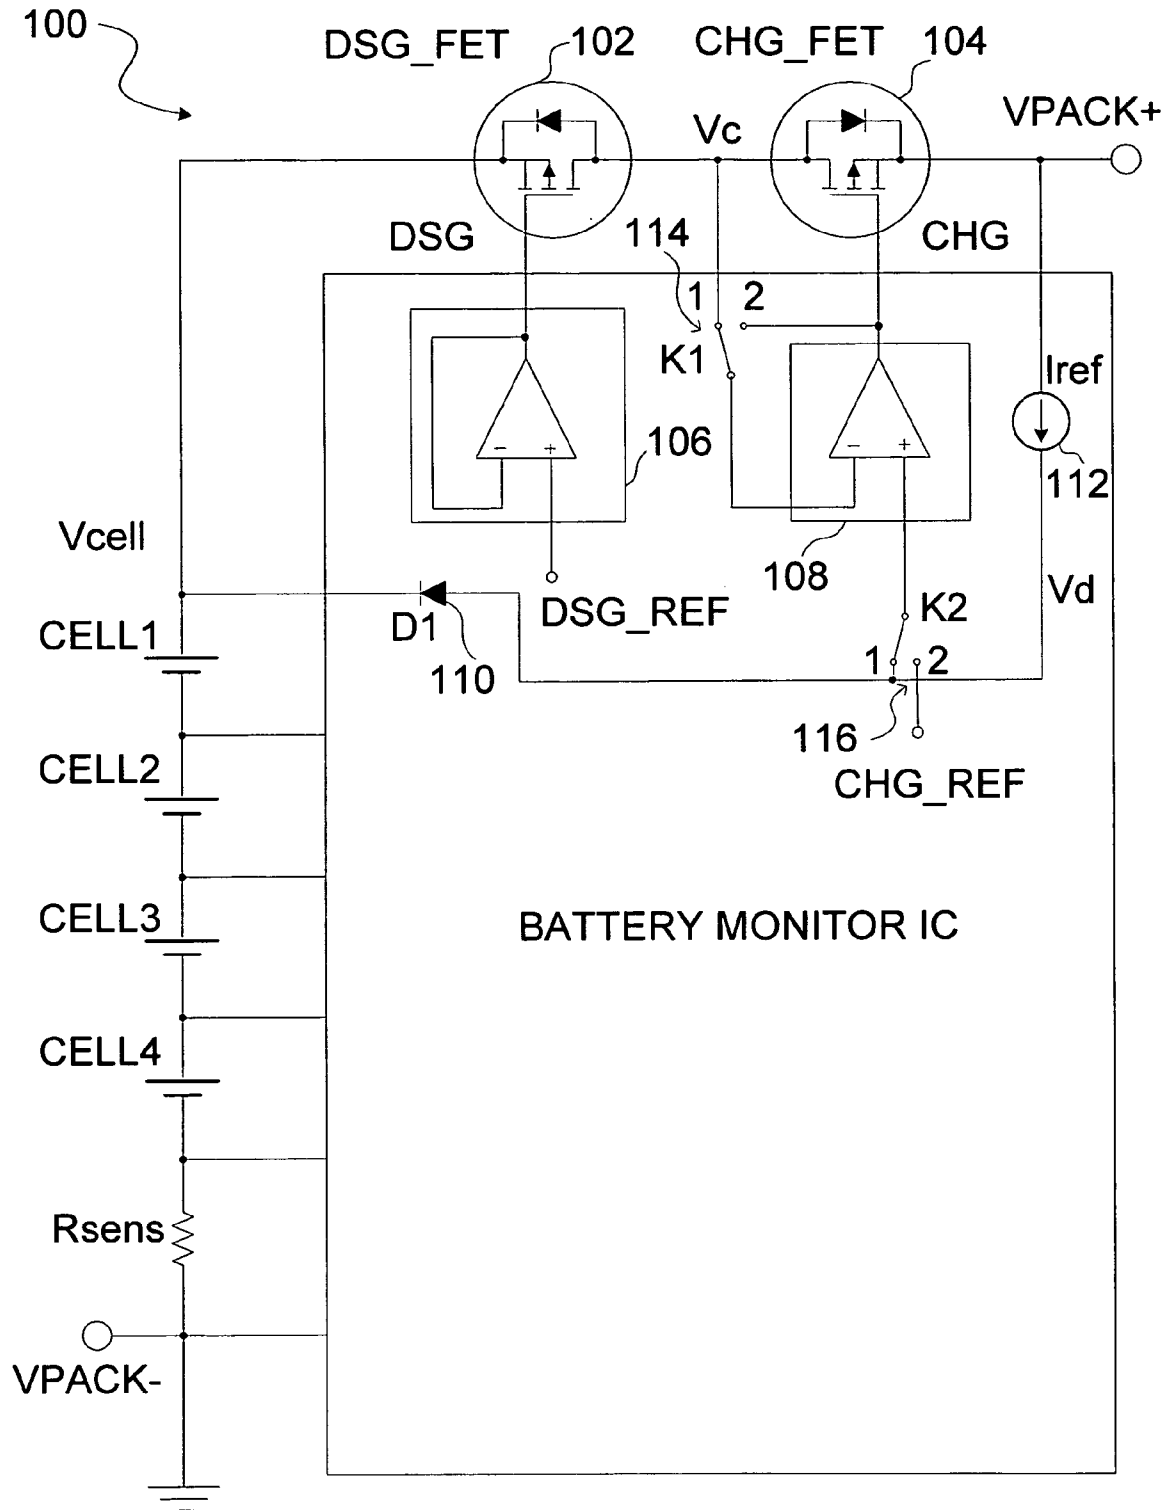 100
DSG_FET
102
CHG_FET
104
VPACK+
Vc
DSG
114
CHG
1
2
K1
Iref
-
+
-
+
106
112
Vcell
108
D1
DSG_REF
K2
Vd
CELL1
110
1
2
116
CELL2
CHG_REF
CELL3
BATTERY MONITOR IC
CELL4
Rsens
VPACK-